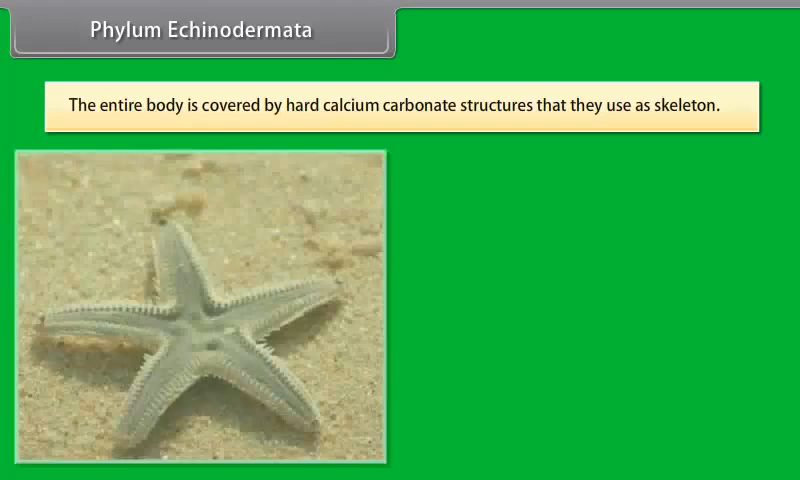 Phylum Echinodermata
The entire body is covered by hard calcium carbonate structures that they use as skeleton.